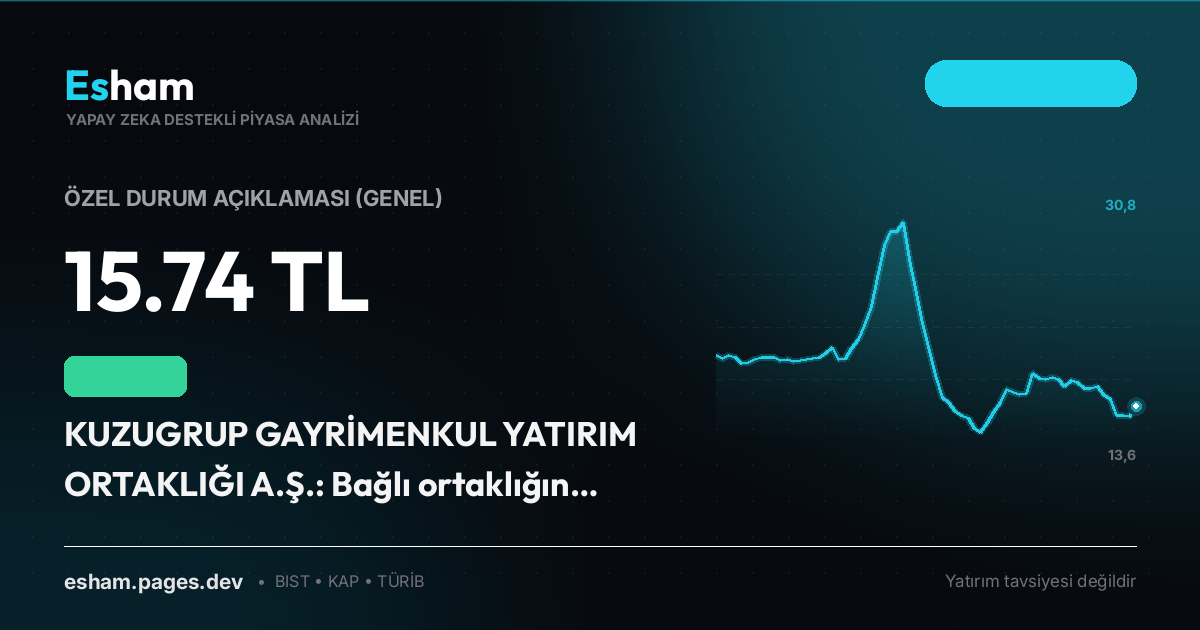 Esham
YAPAY ZEKA DESTEKLİ PİYASA ANALİZİ
ÖZEL DURUM AÇIKLAMASI (GENEL)
15.74 TL
30,8
13,6
KUZUGRUP GAYRİMENKUL YATIRIM
ORTAKLIĞI A.Ş.: Bağlı ortaklığın...
esham.pages.dev • BIST • KAP • TÜRİB
Yatırım tavsiyesi değildir